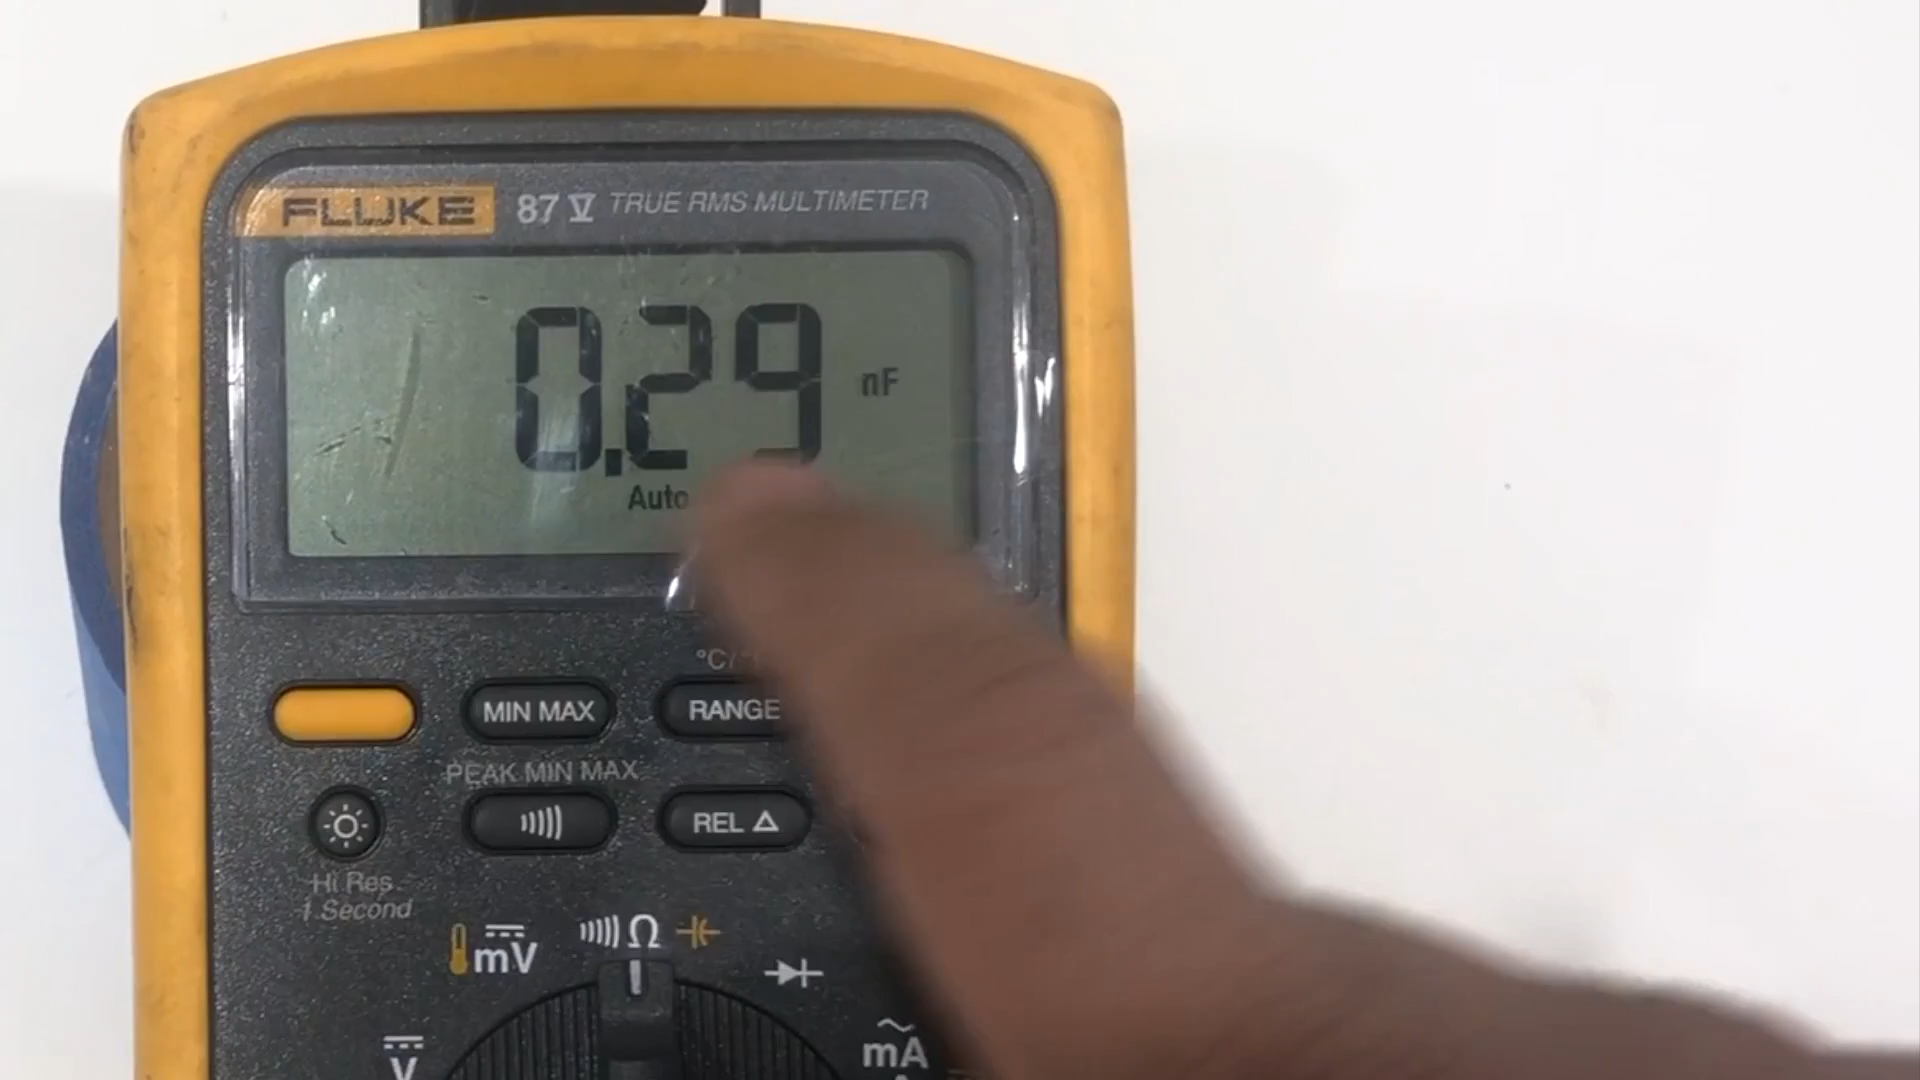 FLUKE 87 V TRUE RMS MULTIMETER
0.29 nF
Auto
°C/
MIN MAX RANGE
PEAK MIN MAX
REL Δ
Hi Res
1 Second
mV Ω
V
mA